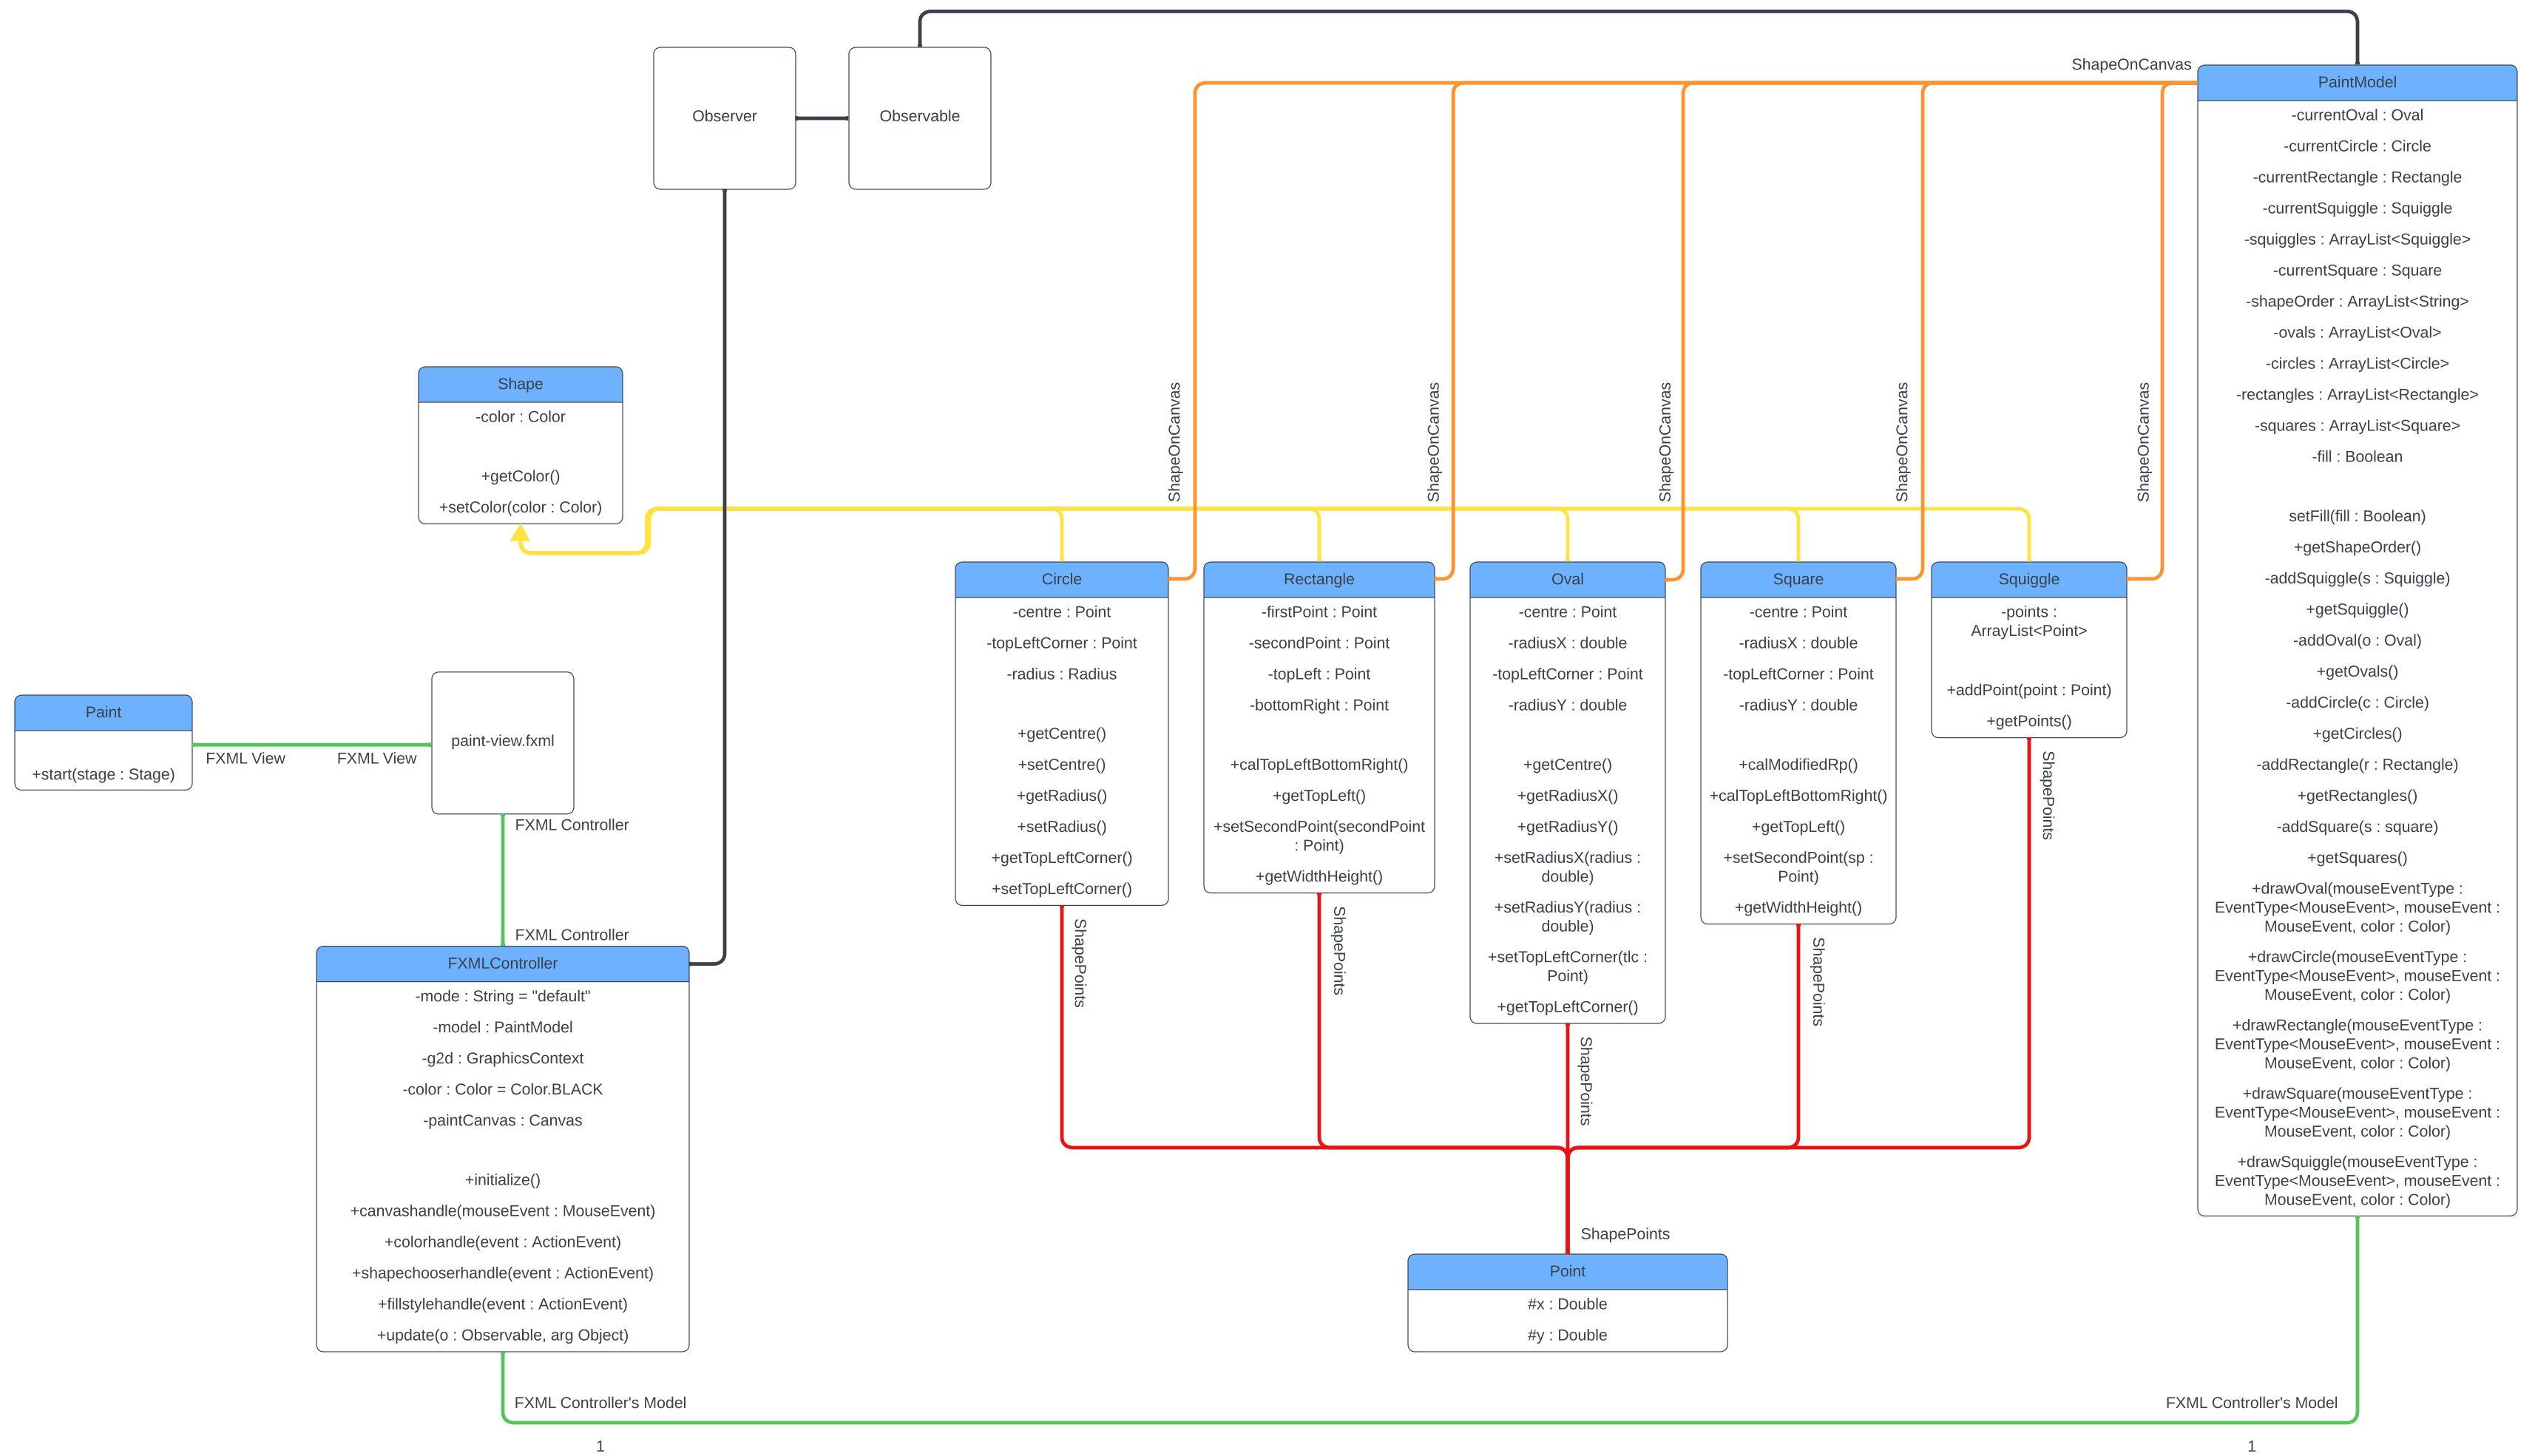 Observer
Observable
ShapeOnCanvas
PaintModel
-currentOval : Oval
-currentCircle : Circle
-currentRectangle : Rectangle
-currentSquiggle : Squiggle
-squiggles : ArrayList<Squiggle>
-currentSquare : Square
-shapeOrder : ArrayList<String>
-ovals : ArrayList<Oval>
-circles : ArrayList<Circle>
-rectangles : ArrayList<Rectangle>
-squares : ArrayList<Square>
-fill : Boolean
setFill(fill : Boolean)
+getShapeOrder()
-addSquiggle(s : Squiggle)
+getSquiggle()
-addOval(o : Oval)
+getOvals()
-addCircle(c : Circle)
+getCircles()
-addRectangle(r : Rectangle)
+getRectangles()
-addSquare(s : square)
+getSquares()
+drawOval(mouseEventType :
EventType<MouseEvent>, mouseEvent :
MouseEvent, color : Color)
+drawCircle(mouseEventType :
EventType<MouseEvent>, mouseEvent :
MouseEvent, color : Color)
+drawRectangle(mouseEventType :
EventType<MouseEvent>, mouseEvent :
MouseEvent, color : Color)
+drawSquare(mouseEventType :
EventType<MouseEvent>, mouseEvent :
MouseEvent, color : Color)
+drawSquiggle(mouseEventType :
EventType<MouseEvent>, mouseEvent :
MouseEvent, color : Color)
Shape
-color : Color
+getColor()
+setColor(color : Color)
ShapeOnCanvas
ShapeOnCanvas
ShapeOnCanvas
ShapeOnCanvas
ShapeOnCanvas
Circle
-centre : Point
-topLeftCorner : Point
-radius : Radius
+getCentre()
+setCentre()
+getRadius()
+setRadius()
+getTopLeftCorner()
+setTopLeftCorner()
Rectangle
-firstPoint : Point
-secondPoint : Point
-topLeft : Point
-bottomRight : Point
+calTopLeftBottomRight()
+getTopLeft()
+setSecondPoint(secondPoint
: Point)
+getWidthHeight()
Oval
-centre : Point
-radiusX : double
-topLeftCorner : Point
-radiusY : double
+getCentre()
+getRadiusX()
+getRadiusY()
+setRadiusX(radius :
double)
+setRadiusY(radius :
double)
+setTopLeftCorner(tlc :
Point)
+getTopLeftCorner()
Square
-centre : Point
-radiusX : double
-topLeftCorner : Point
-radiusY : double
+calModifiedRp()
+calTopLeftBottomRight()
+getTopLeft()
+setSecondPoint(sp :
Point)
+getWidthHeight()
Squiggle
-points :
ArrayList<Point>
+addPoint(point : Point)
+getPoints()
Paint
+start(stage : Stage)
FXML View
FXML View
paint-view.fxml
FXML Controller
FXML Controller
FXMLController
-mode : String = "default"
-model : PaintModel
-g2d : GraphicsContext
-color : Color = Color.BLACK
-paintCanvas : Canvas
+initialize()
+canvashandle(mouseEvent : MouseEvent)
+colorhandle(event : ActionEvent)
+shapechooserhandle(event : ActionEvent)
+fillstylehandle(event : ActionEvent)
+update(o : Observable, arg Object)
ShapePoints
ShapePoints
ShapePoints
ShapePoints
ShapePoints
ShapePoints
Point
#x : Double
#y : Double
FXML Controller's Model
FXML Controller's Model
1
1